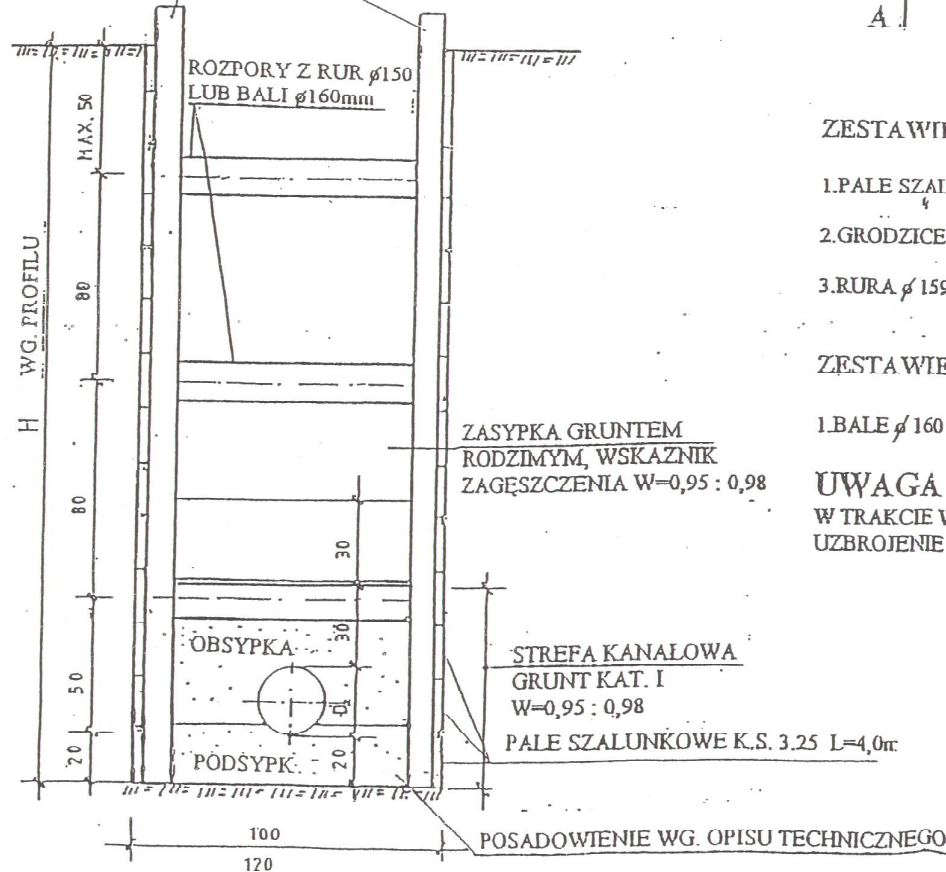 A
ROZPORY Z RUR ø150
LUB BALI ø160mm
MAX. 50
80
H WG. PROFILU
80
50
20
ZESTAWIE
1.PALE SZAL
2.GRODZICE
3.RURA ø 159
ZESTAWIE
1.BALE ø 160
UWAGA
W TRAKCIE W
UZBROJENIE
ZASYPKA GRUNTEM
RODZIMYM, WSKAZNIK
ZAGĘSZCZENIA W=0,95 : 0,98
30
30
OBSYPKA
D
STREFA KANAŁOWA
GRUNT KAT. I
W=0,95 : 0,98
PALE SZALUNKOWE K.S. 3.25 L=4,0m
PODSYPK
20
100
120
POSADOWIENIE WG. OPISU TECHNICZNEGO